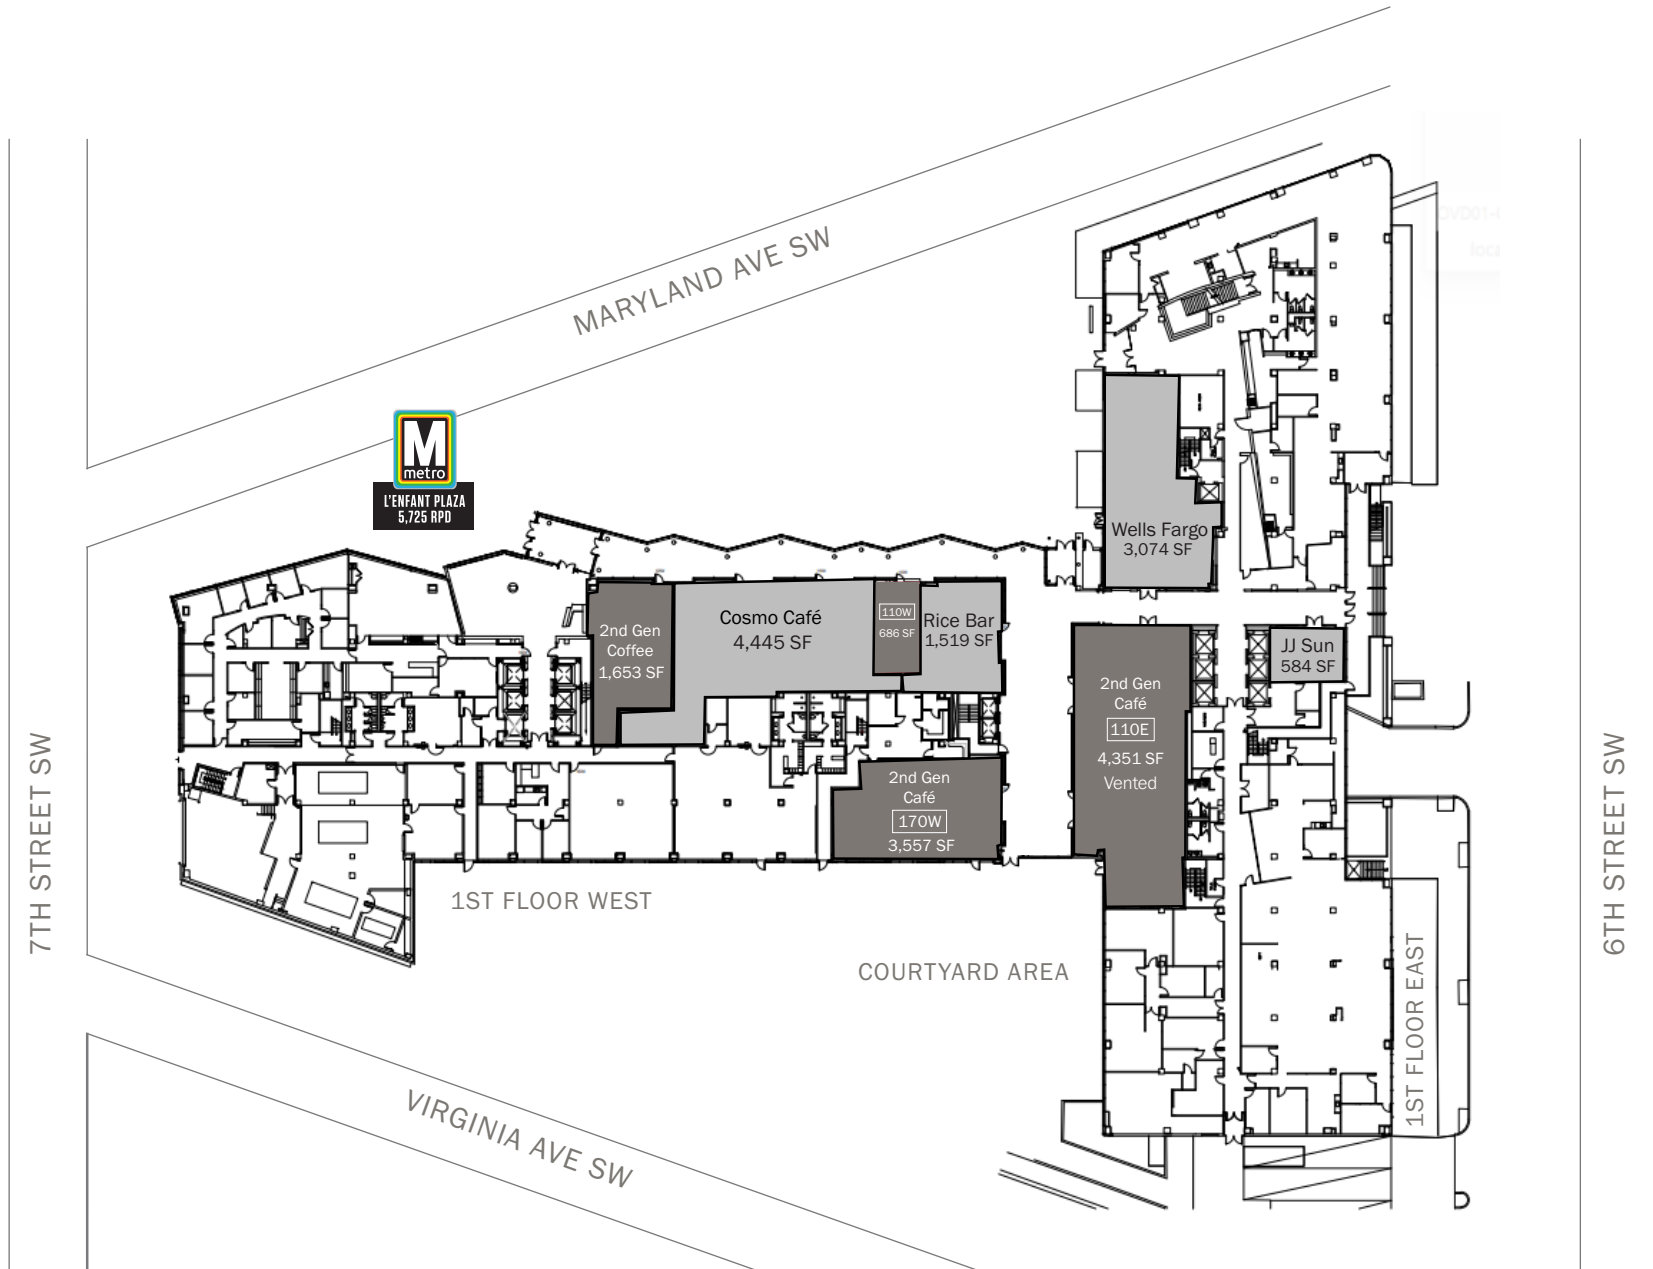 MARYLAND AVE SW
M
metro
L'ENFANT PLAZA
5,725 RPD
7TH STREET SW
6TH STREET SW
VIRGINIA AVE SW
Wells Fargo
3,074 SF
2nd Gen
Coffee
1,653 SF
Cosmo Café
4,445 SF
110W
686 SF
Rice Bar
1,519 SF
JJ Sun
584 SF
2nd Gen
Café
110E
4,351 SF
Vented
2nd Gen
Café
170W
3,557 SF
1ST FLOOR WEST
COURTYARD AREA
1ST FLOOR EAST